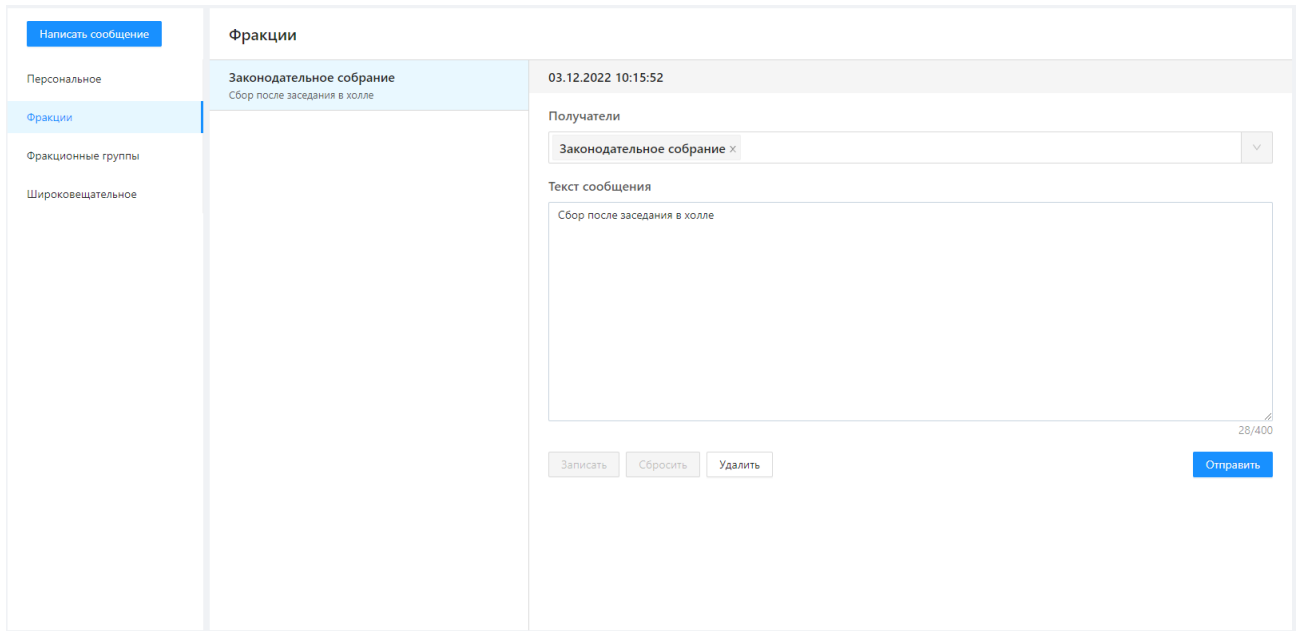 Написать сообщение
Персональное
Фракции
Фракционные группы
Широковещательное
Фракции
Законодательное собрание
Сбор после заседания в холле
03.12.2022 10:15:52
Получатели
Законодательное собрание ×
Текст сообщения
Сбор после заседания в холле
28/400
Записать Сбросить Удалить Отправить